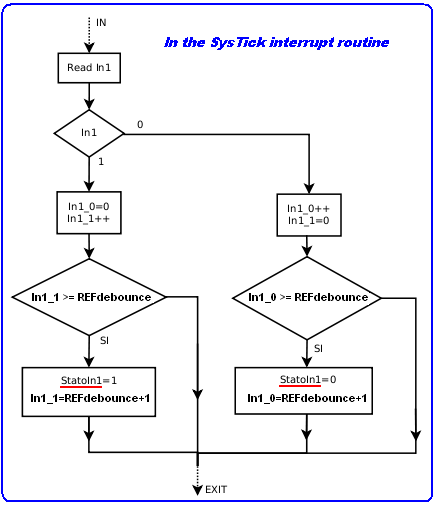 IN
In the SysTick interrupt routine
Read In1
In1
0
1
In1_0=0
In1_1++
In1_0++
In1_1=0
In1_1 >= REFdebounce
In1_0 >= REFdebounce
SI
SI
StatoIn1=1
In1_1=REFdebounce+1
StatoIn1=0
In1_0=REFdebounce+1
EXIT